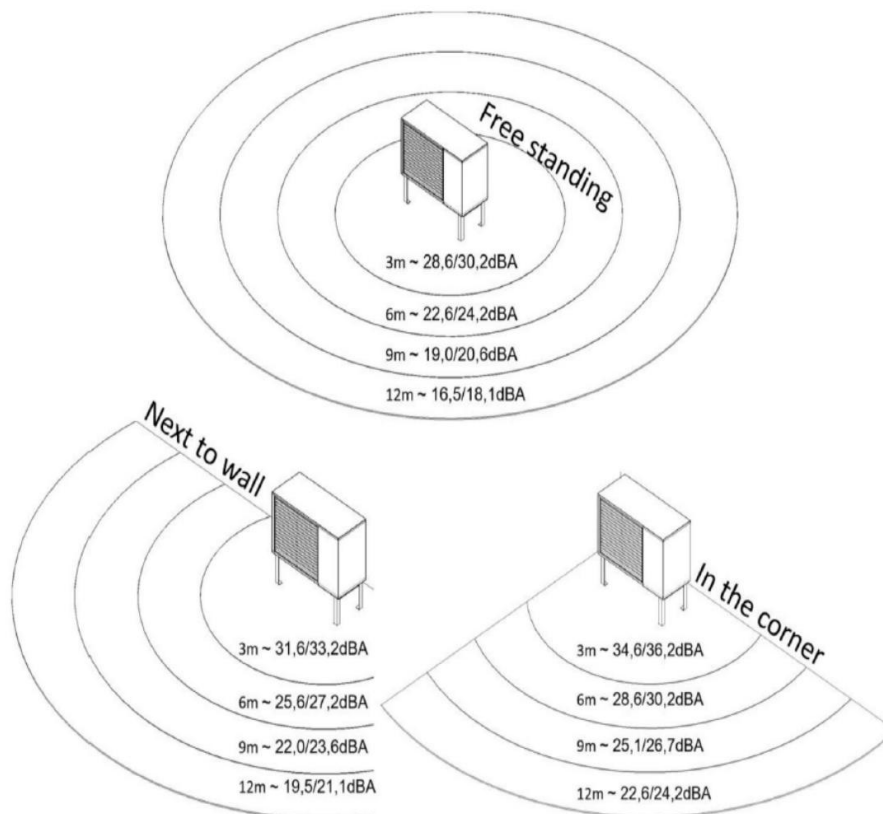 Free standing
3m ~ 28,6/30,2dBA
6m ~ 22,6/24,2dBA
9m ~ 19,0/20,6dBA
12m ~ 16,5/18,1dBA
Next to wall
3m ~ 31,6/33,2dBA
6m ~ 25,6/27,2dBA
9m ~ 22,0/23,6dBA
12m ~ 19,5/21,1dBA
In the corner
3m ~ 34,6/36,2dBA
6m ~ 28,6/30,2dBA
9m ~ 25,1/26,7dBA
12m ~ 22,6/24,2dBA